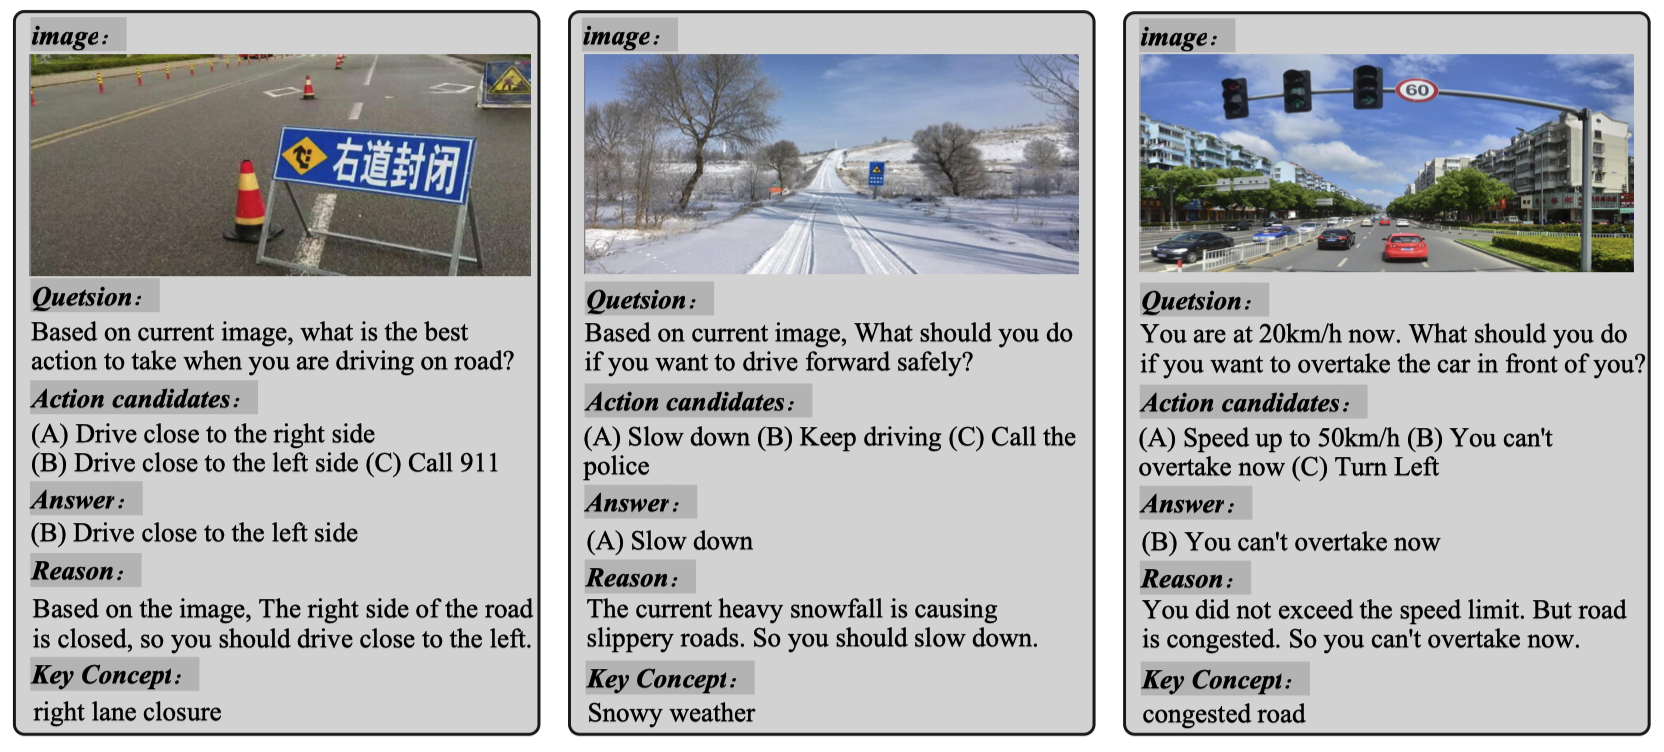 image：
右道封闭
Quetsion：
Based on current image, what is the best
action to take when you are driving on road?
Action candidates：
(A) Drive close to the right side
(B) Drive close to the left side (C) Call 911
Answer：
(B) Drive close to the left side
Reason：
Based on the image, The right side of the road
is closed, so you should drive close to the left.
Key Concept：
right lane closure
image：
Quetsion：
Based on current image, What should you do
if you want to drive forward safely?
Action candidates：
(A) Slow down (B) Keep driving (C) Call the
police
Answer：
(A) Slow down
Reason：
The current heavy snowfall is causing
slippery roads. So you should slow down.
Key Concept：
Snowy weather
image：
60
Quetsion：
You are at 20km/h now. What should you do
if you want to overtake the car in front of you?
Action candidates：
(A) Speed up to 50km/h (B) You can't
overtake now (C) Turn Left
Answer：
(B) You can't overtake now
Reason：
You did not exceed the speed limit. But road
is congested. So you can't overtake now.
Key Concept：
congested road